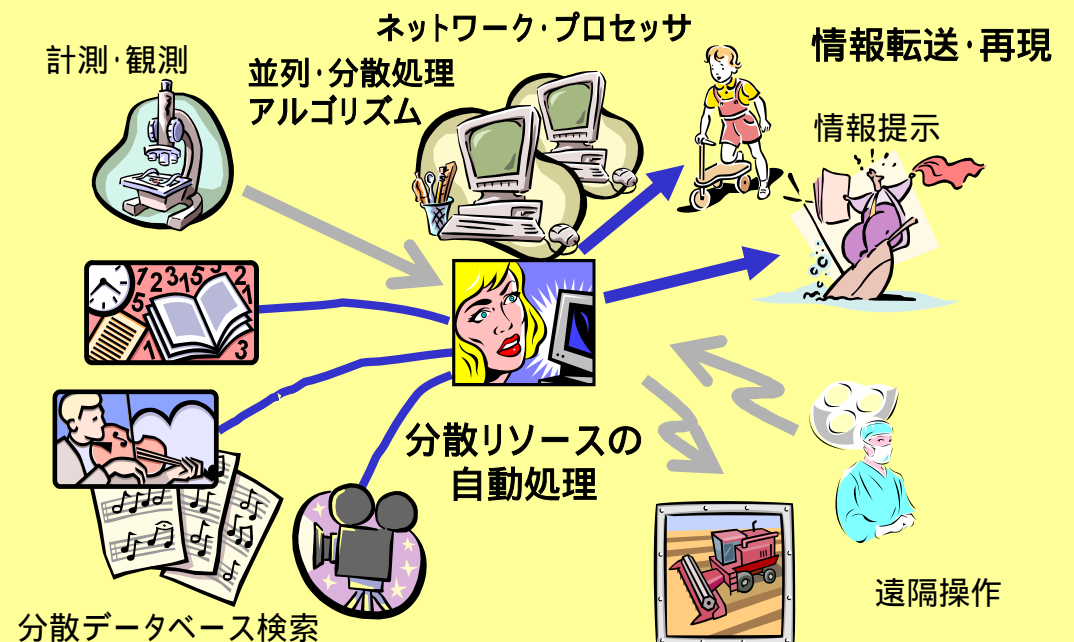 ネットワーク・プロセッサ
計測・観測
並列・分散処理
アルゴリズム
情報転送・再現
情報提示
分散リソースの
自動処理
遠隔操作
分散データベース検索